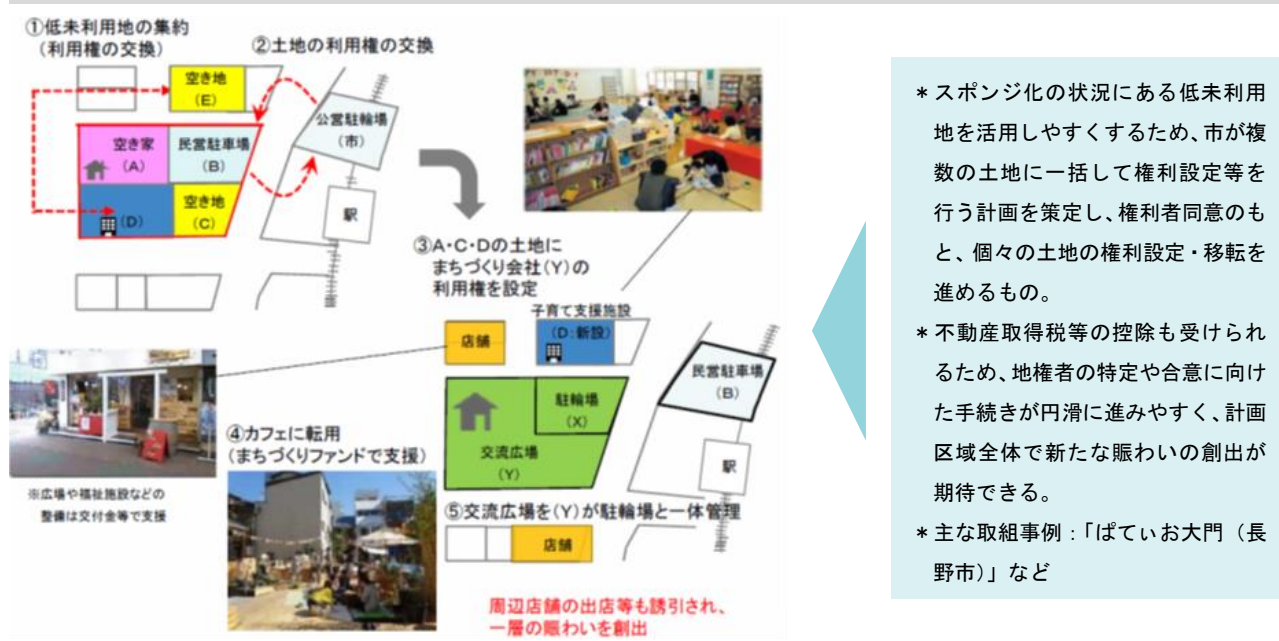 ①低未利用地の集約
(利用権の交換)
②土地の利用権の交換
空き地
(E)
公営駐輪場
(市)
空き家
(A)
民営駐車場
(B)
(D)
空き地
(C)
駅
③A・C・Dの土地に
まちづくり会社(Y)の
利用権を設定
子育て支援施設
(D:新設)
店舗
民営駐車場
(B)
駐輪場
(X)
交流広場
(Y)
駅
④カフェに転用
(まちづくりファンドで支援)
※広場や福祉施設などの
整備は交付金等で支援
⑤交流広場を(Y)が駐輪場と一体管理
店舗
周辺店舗の出店等も誘引され、
一層の賑わいを創出
*スポンジ化の状況にある低未利用
地を活用しやすくするため、市が複
数の土地に一括して権利設定等を
行う計画を策定し、権利者同意のも
と、個々の土地の権利設定・移転を
進めるもの。
*不動産取得税等の控除も受けられ
るため、地権者の特定や合意に向け
た手続きが円滑に進みやすく、計画
区域全体で新たな賑わいの創出が
期待できる。
*主な取組事例：「ぱてぃお大門（長
野市）」など